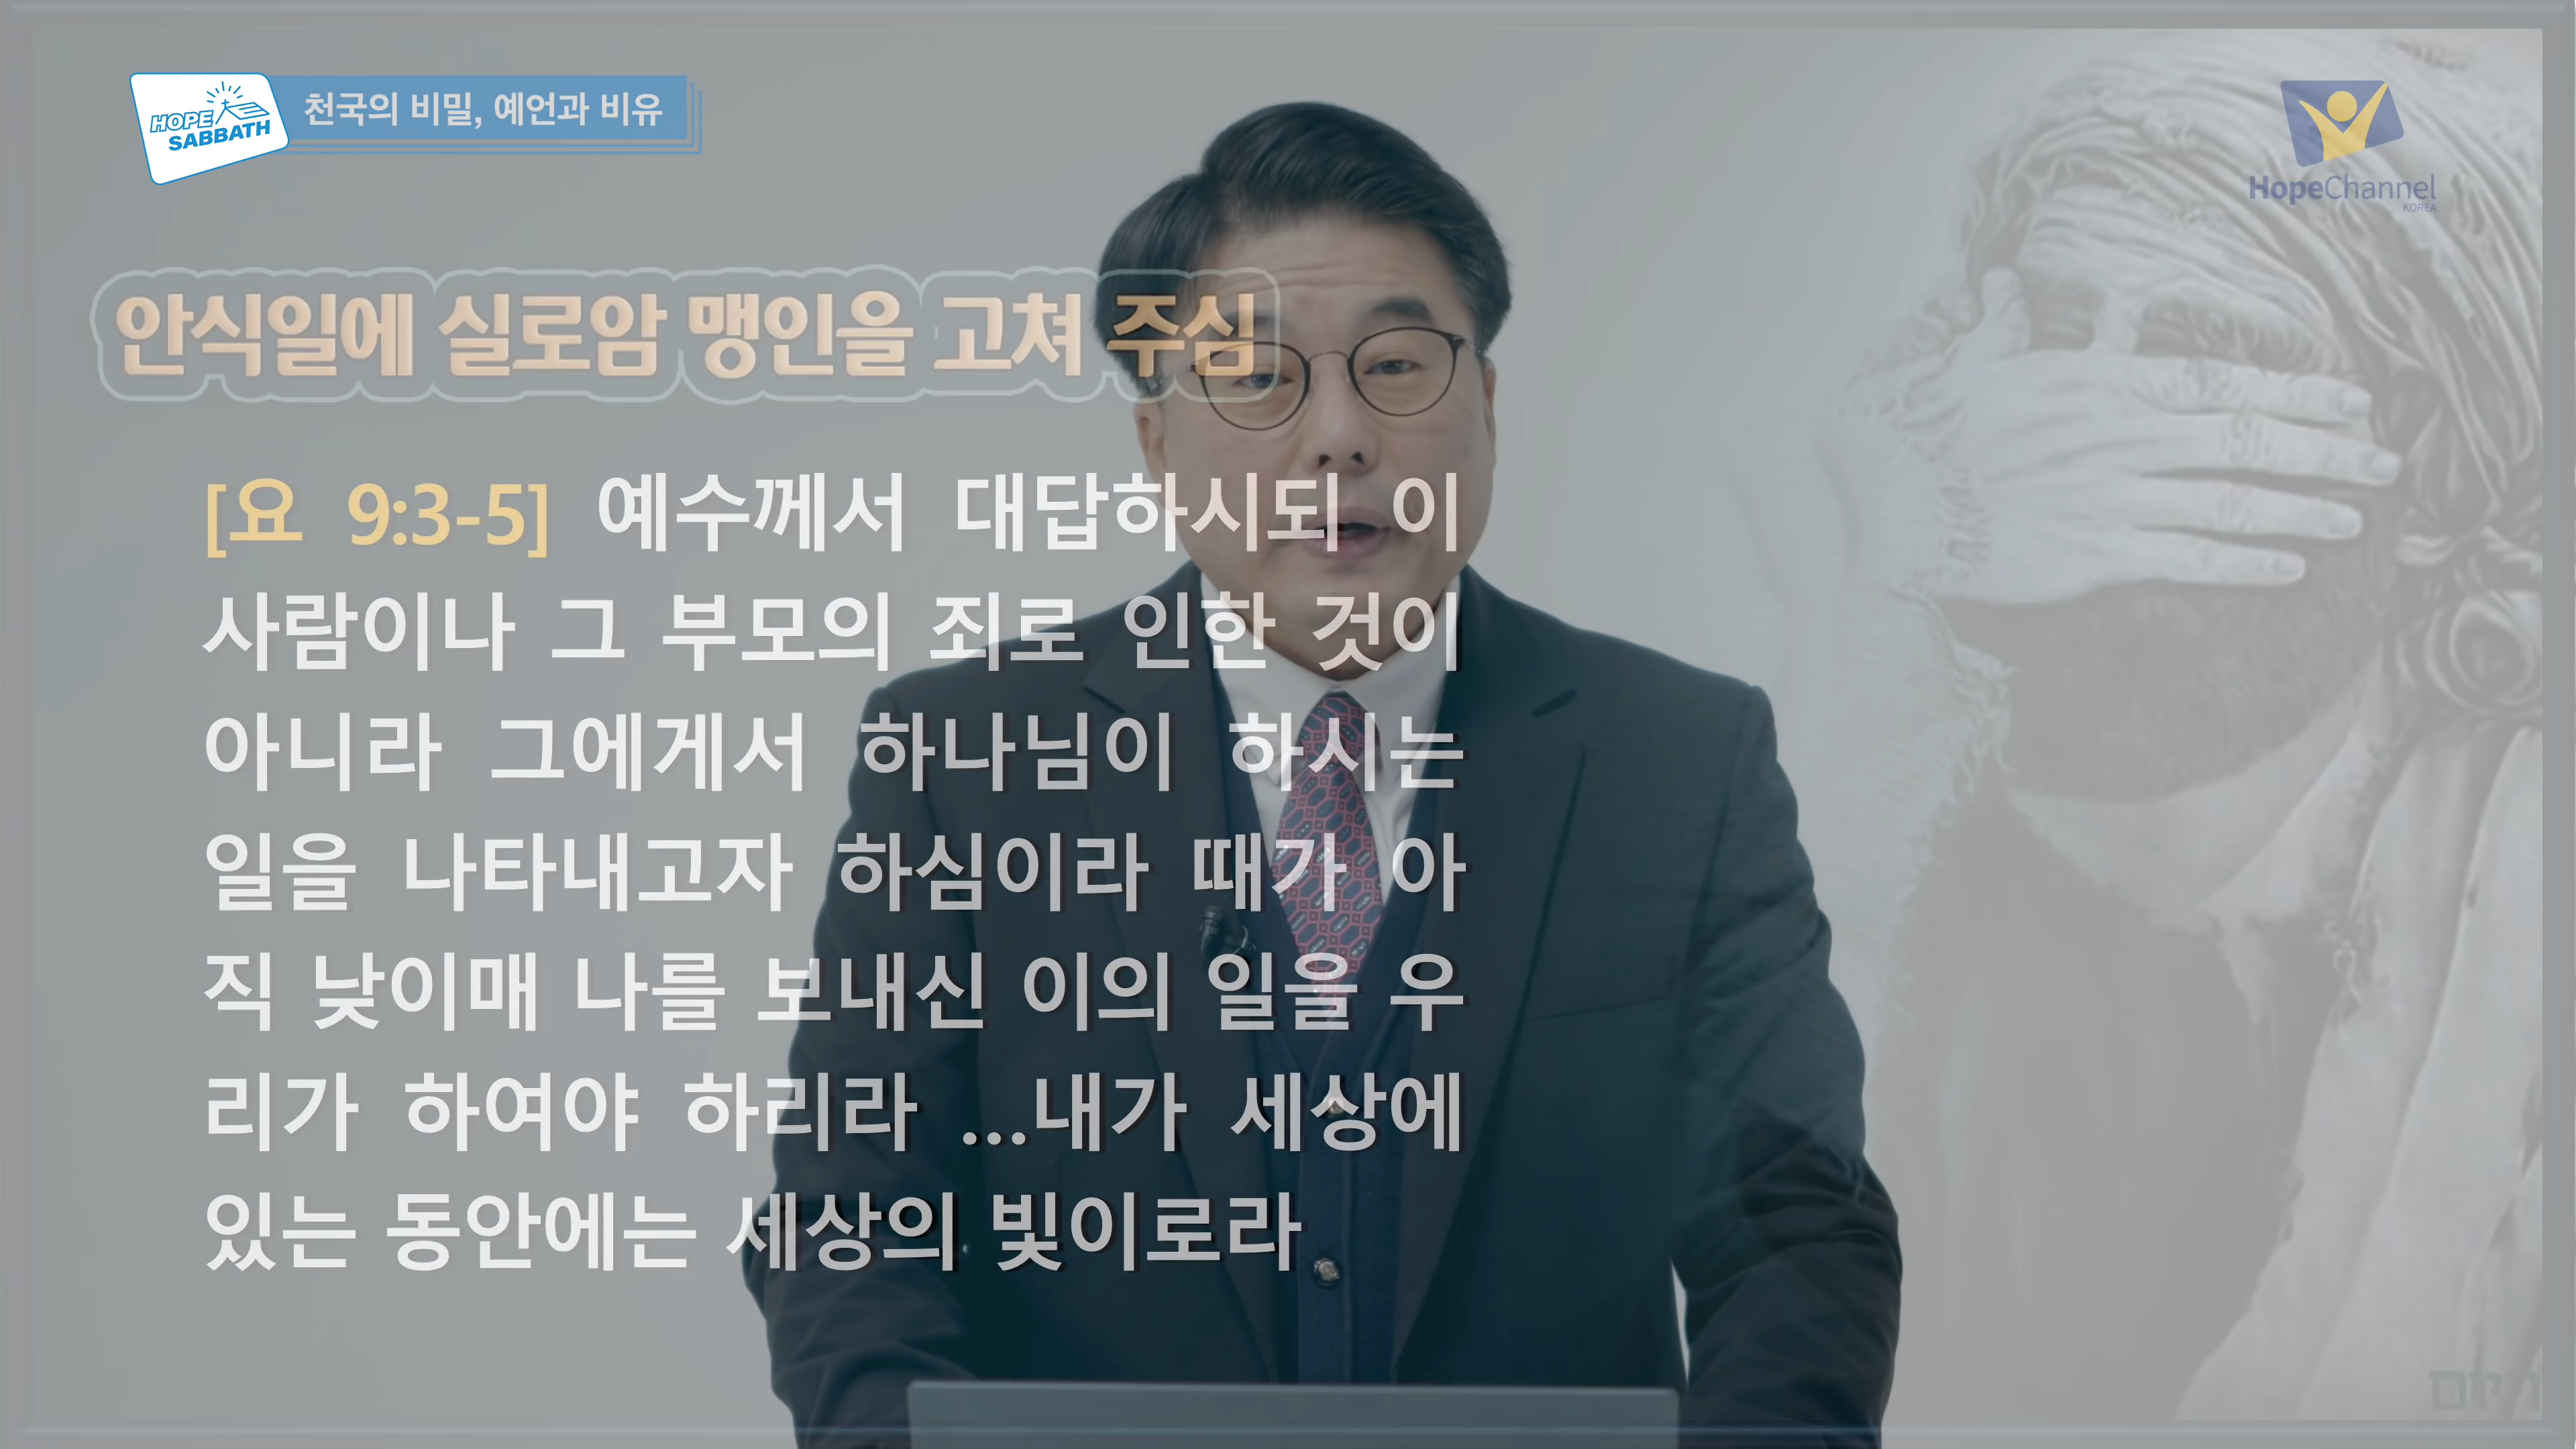 HOPE
SABBATH
천국의 비밀, 예언과 비유
HopeChannel
KOREA
안식일에 실로암 맹인을 고쳐 주심
[요 9:3-5] 예수께서 대답하시되 이
사람이나 그 부모의 죄로 인한 것이
아니라 그에게서 하나님이 하시는
일을 나타내고자 하심이라 때가 아
직 낮이매 나를 보내신 이의 일을 우
리가 하여야 하리라 ...내가 세상에
있는 동안에는 세상의 빛이로라